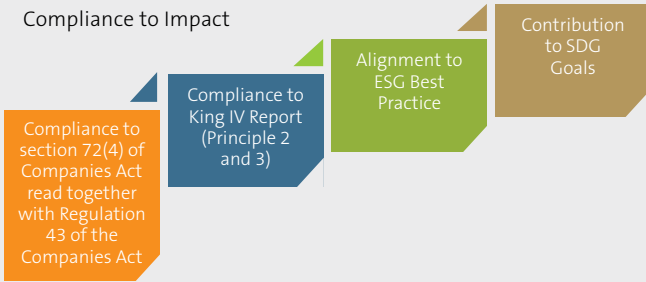 Compliance to Impact
Compliance to
section 72(4) of
Companies Act
read together
with Regulation
43 of the
Companies Act
Compliance to
King IV Report
(Principle 2
and 3)
Alignment to
ESG Best
Practice
Contribution
to SDG
Goals